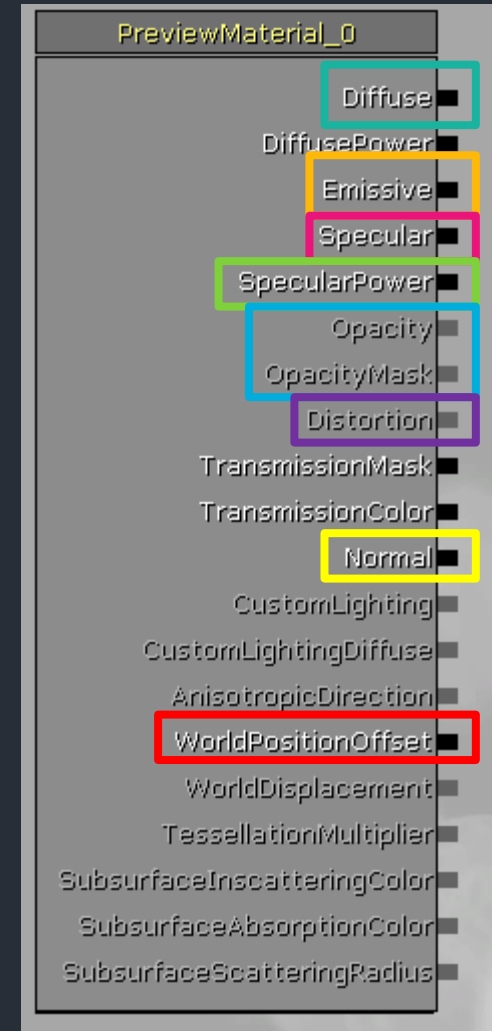 PreviewMaterial_0
Diffuse
DiffusePower
Emissive
Specular
SpecularPower
Opacity
OpacityMask
Distortion
TransmissionMask
TransmissionColor
Normal
CustomLighting
CustomLightingDiffuse
AnisotropicDirection
WorldPositionOffset
WorldDisplacement
TessellationMultiplier
SubsurfaceInscatteringColor
SubsurfaceAbsorptionColor
SubsurfaceScatteringRadius